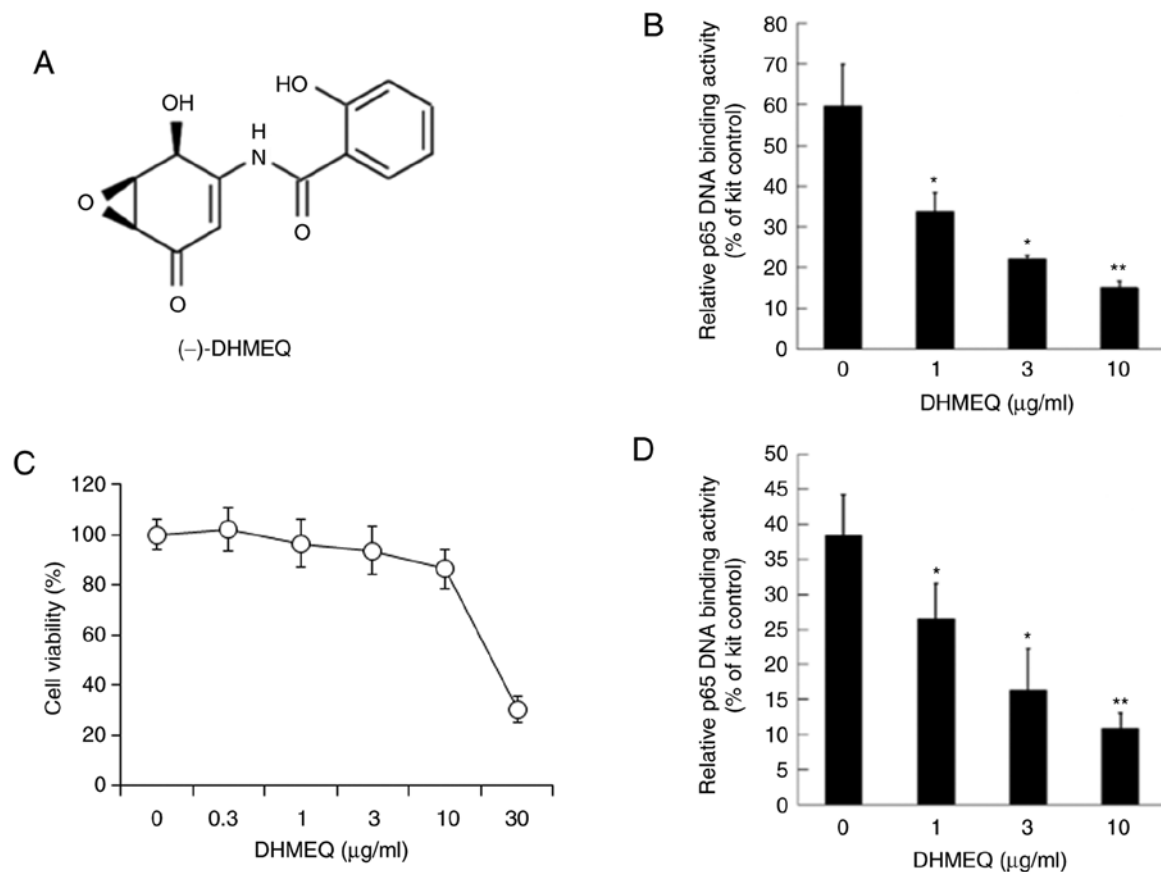 A
OH
HO
H
N
O
O
O
(–)-DHMEQ
B
Relative p65 DNA binding activity
(% of kit control)
80
70
60
50
40
30
20
10
0
*
*
**
0 1 3 10
DHMEQ (μg/ml)
C
Cell viability (%)
120
100
80
60
40
20
0
0 0.3 1 3 10 30
DHMEQ (μg/ml)
D
Relative p65 DNA binding activity
(% of kit control)
50
45
40
35
30
25
20
15
10
5
0
*
*
**
0 1 3 10
DHMEQ (μg/ml)